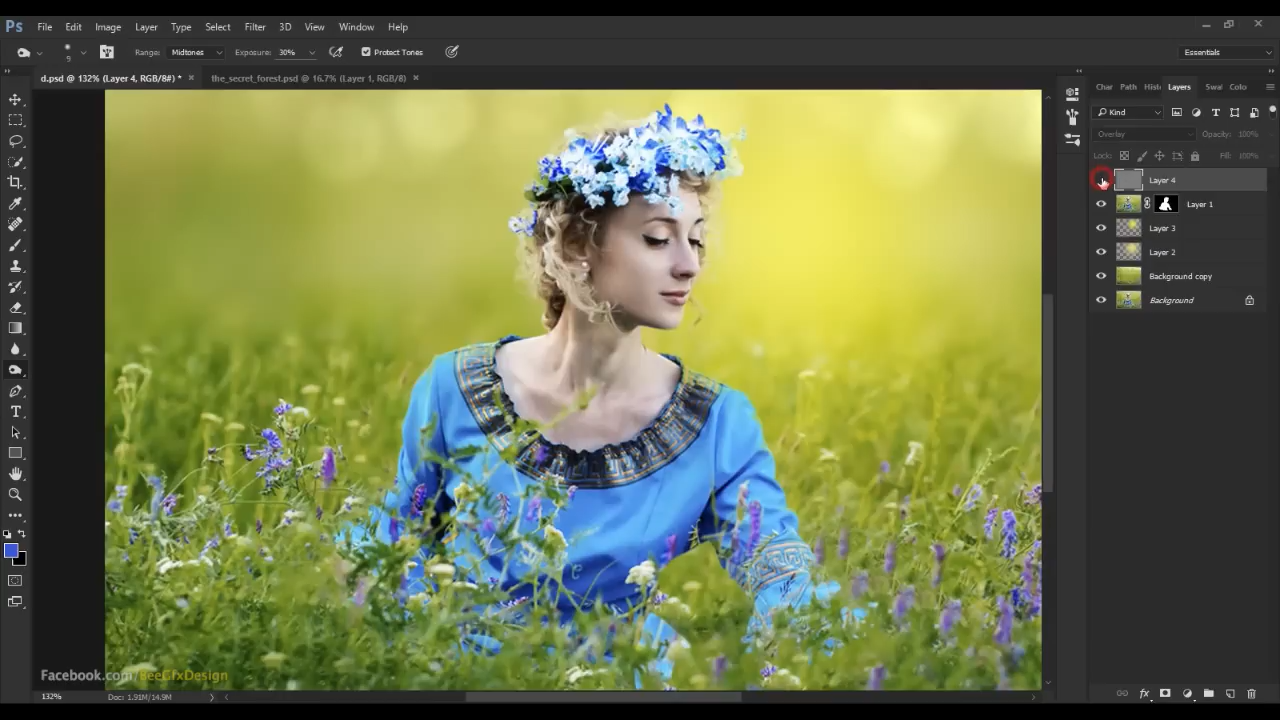 Ps File Edit Image Layer Type Select Filter 3D View Window Help
9 Range: Midtones Exposure: 30% Protect Tones Essentials
d.psd @ 132% (Layer 4, RGB/8#) * × the_secret_forest.psd @ 16.7% (Layer 1, RGB/8) ×
Char Path Hist Layers Swat Colo
Kind
Overlay Opacity: 100%
Lock: Fill: 100%
Layer 4
Layer 1
Layer 3
Layer 2
Background copy
Background
Facebook.com/BeeGfxDesign
132% Doc: 1.91M/14.9M